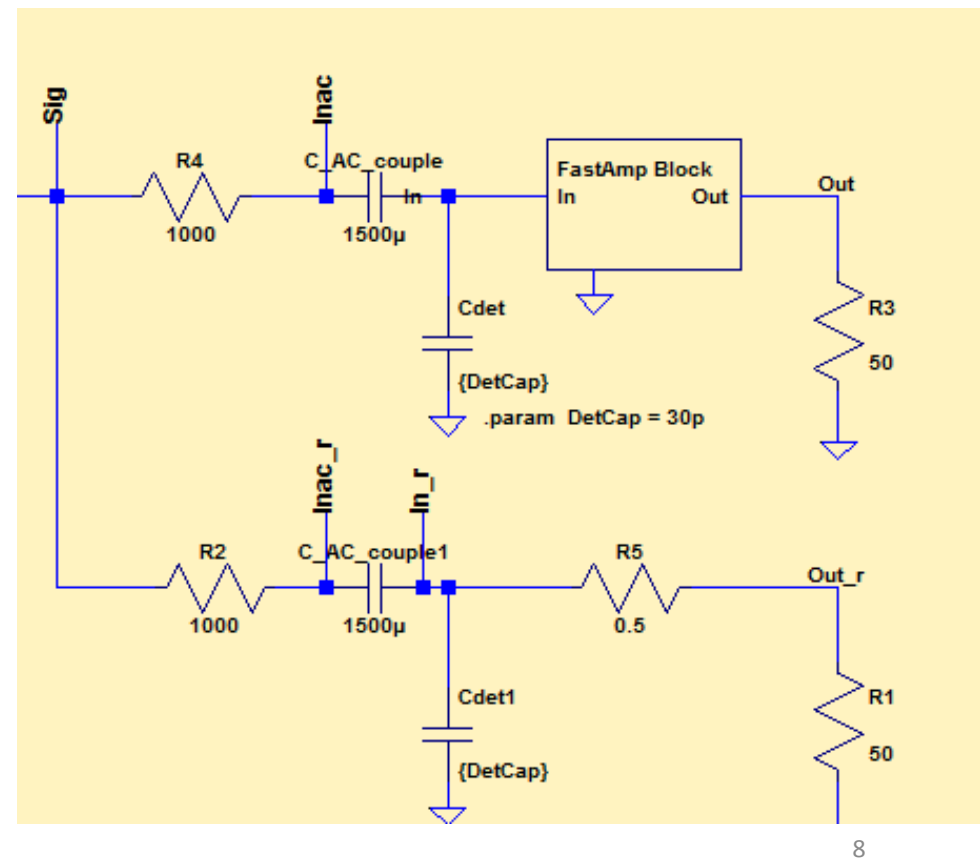 Sig
Inac
R4
C_AC_couple
In
1000
1500µ
FastAmp Block
In
Out
Out
Cdet
{DetCap}
.param DetCap = 30p
R3
50
Inac_r
In_r
R2
C_AC_couple1
R5
Out_r
1000
1500µ
0.5
Cdet1
{DetCap}
R1
50
8